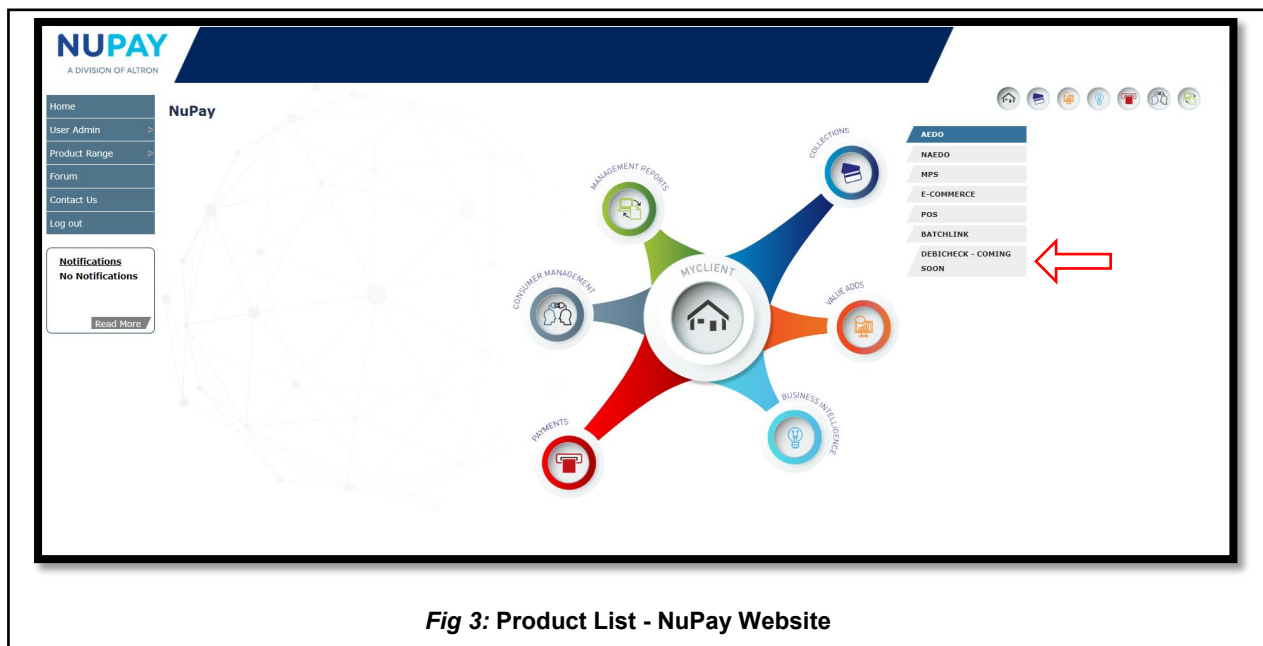 NUPAY
A DIVISION OF ALTRON
Home
User Admin
Product Range
Forum
Contact Us
Log out
Notifications
No Notifications
Read More
NuPay
COLLECTIONS
MANAGEMENT REPORTS
CONSUMER MANAGEMENT
MYCLIENT
VALUE ADDS
BUSINESS INTELLIGENCE
PAYMENTS
AEDO
NAEDO
MPS
E-COMMERCE
POS
BATCHLINK
DEBICHECK - COMING
SOON
Fig 3: Product List - NuPay Website